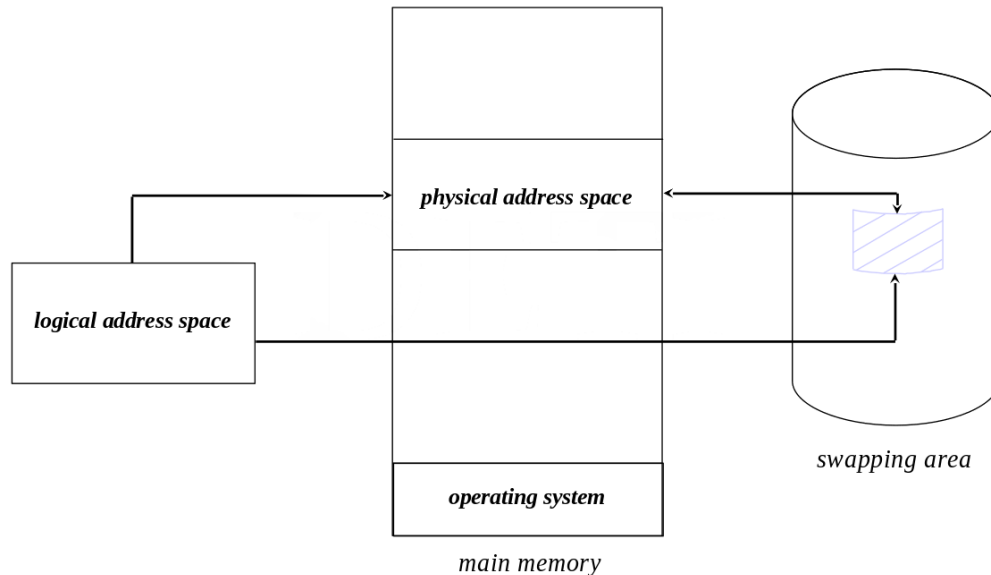 physical address space
logical address space
swapping area
operating system
main memory